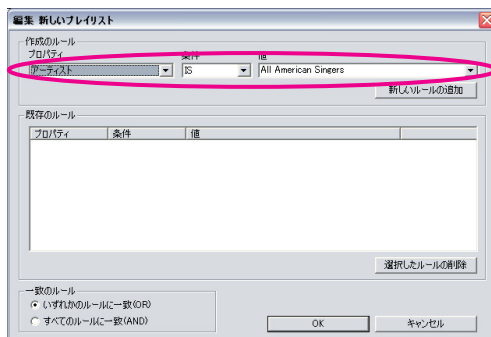 編集 新しいプレイリスト
作成のルール
プロパティ 条件 値
アーティスト IS All American Singers
新しいルールの追加
既存のルール
プロパティ 条件 値
選択したルールの削除
一致のルール
いずれかのルールに一致(OR)
すべてのルールに一致(AND)
OK キャンセル